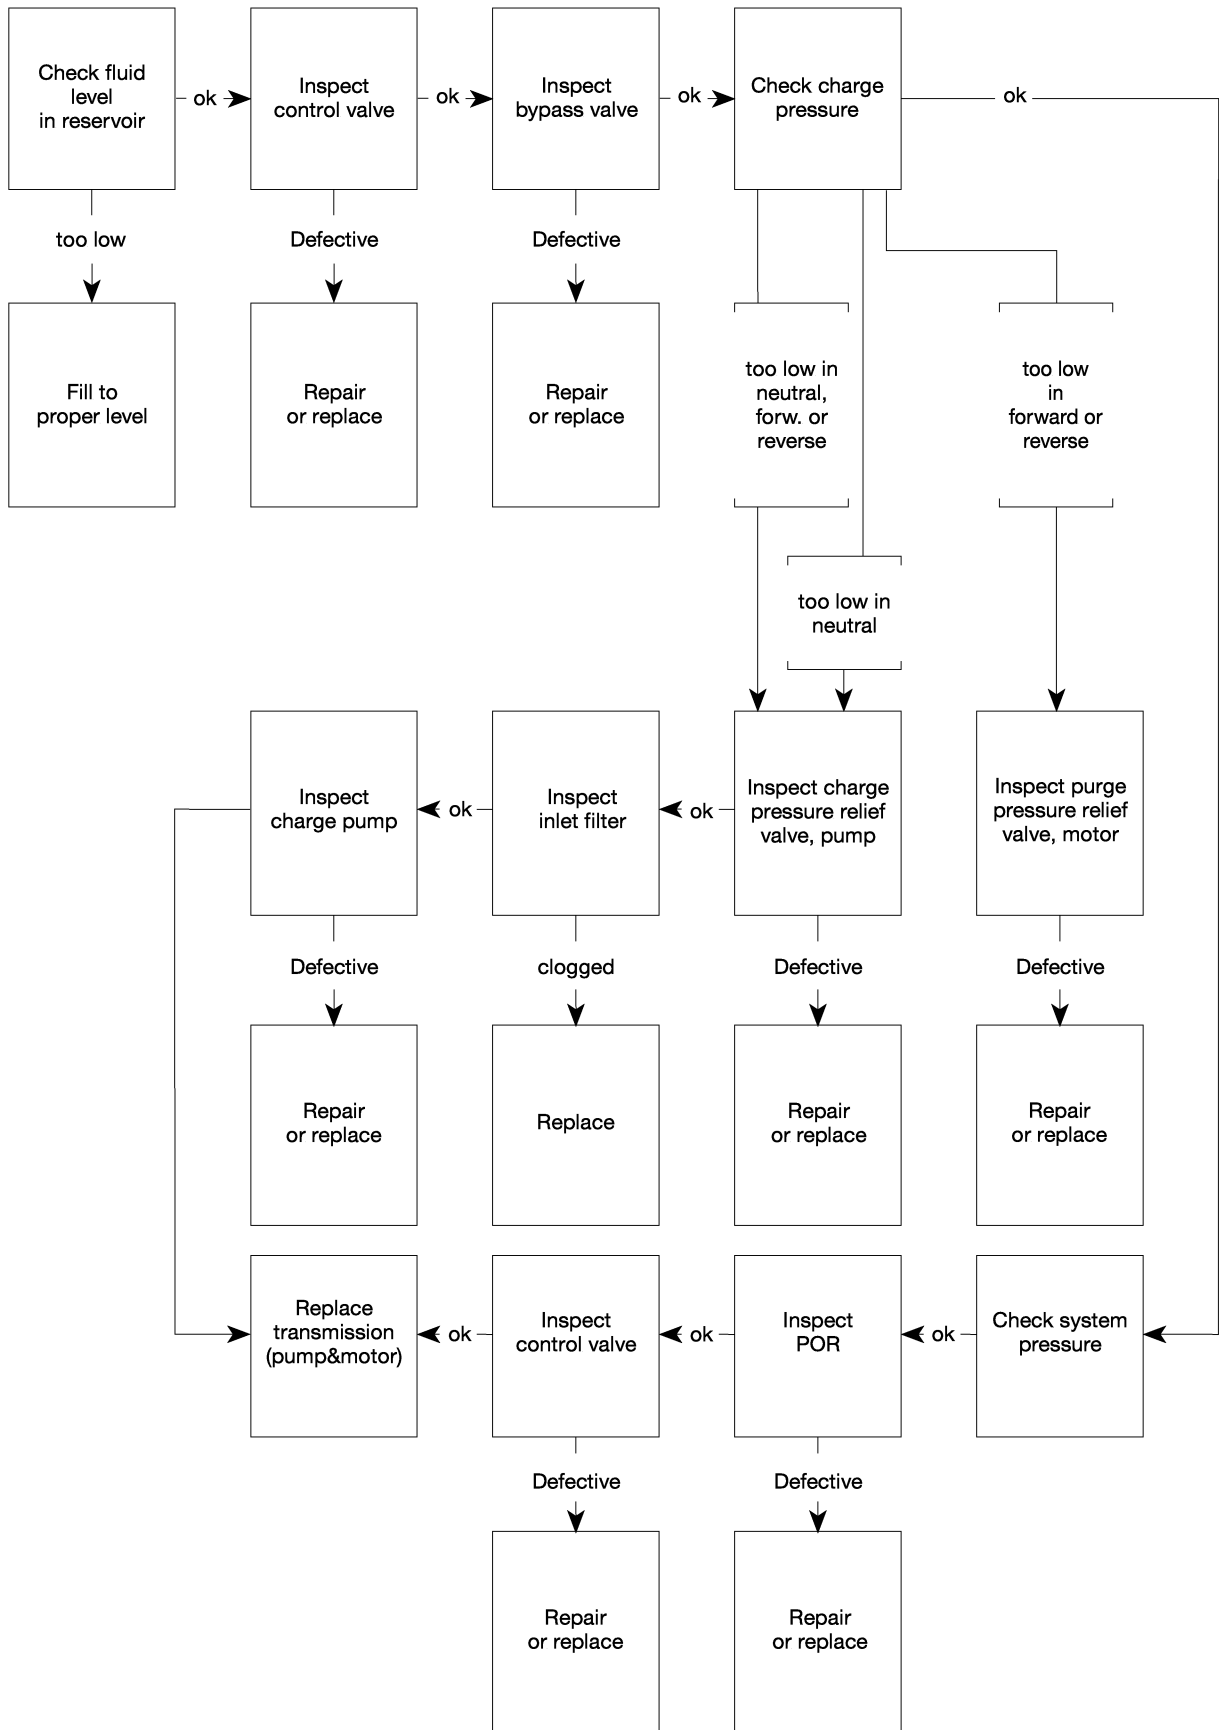 Check fluid
level
in reservoir
ok
Inspect
control valve
ok
Inspect
bypass valve
ok
Check charge
pressure
ok
too low
Defective
Defective
Fill to
proper level
Repair
or replace
Repair
or replace
too low in
neutral,
forw. or
reverse
too low
in
forward or
reverse
too low in
neutral
Inspect
charge pump
ok
Inspect
inlet filter
ok
Inspect charge
pressure relief
valve, pump
Inspect purge
pressure relief
valve, motor
Defective
clogged
Defective
Defective
Repair
or replace
Replace
Repair
or replace
Repair
or replace
Replace
transmission
(pump&motor)
ok
Inspect
control valve
ok
Inspect
POR
ok
Check system
pressure
Defective
Defective
Repair
or replace
Repair
or replace